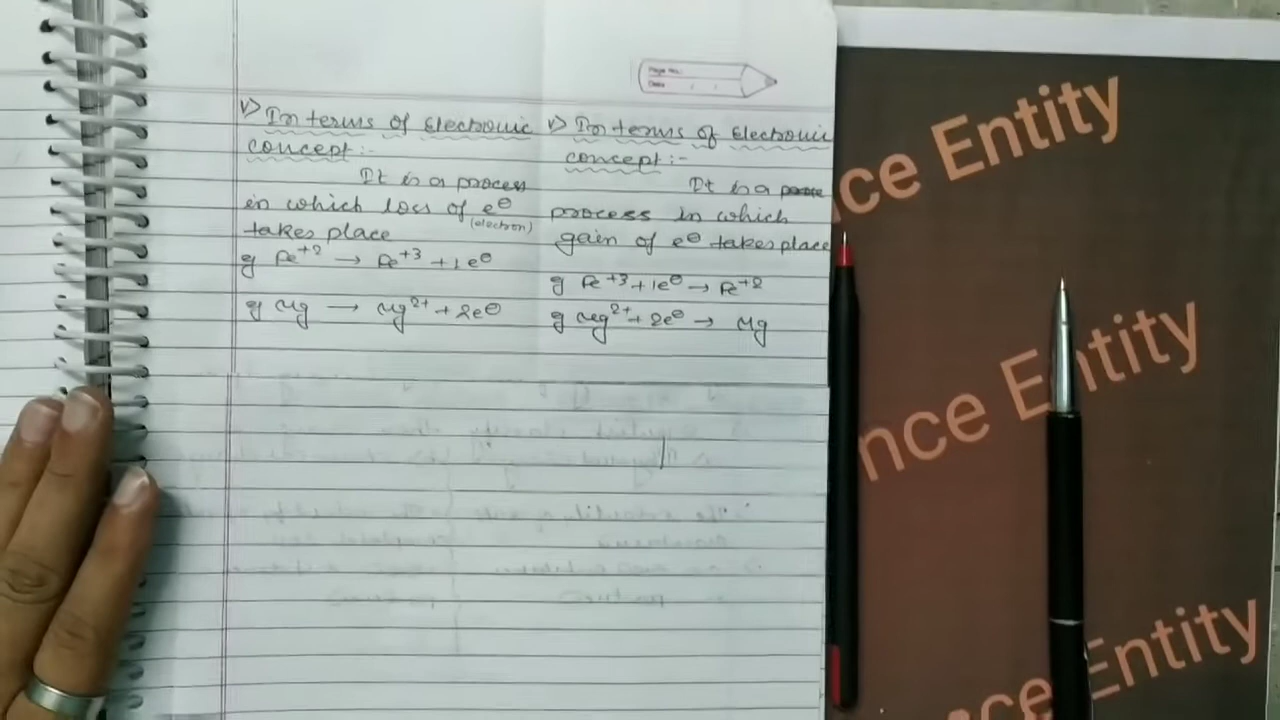 Page No.:
Date / /
v) In terms of Electronic
concept:-
It is a process
in which loss of e⊖
(electron)
takes place
eg Fe+2 → Fe+3 + 1e⊖
eg Mg → Mg2+ + 2e⊖
v) In terms of Electronic
concept:-
It is a
process in which
gain of e⊖ takes place
eg Fe+3 + 1e⊖ → Fe+2
eg Mg2+ + 2e⊖ → Mg
ce Entity
nce Entity
nce Entity